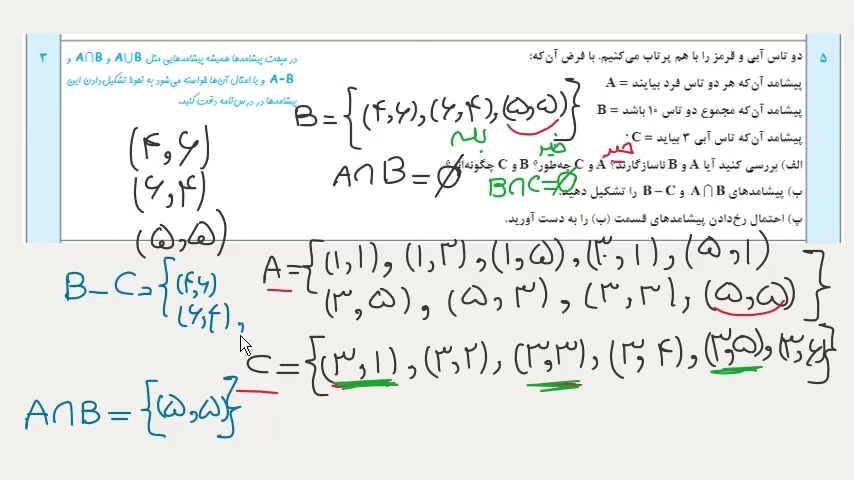 ۵ دو تاس آبی و قرمز را با هم پرتاب می‌کنیم. با فرض آن‌که:
پیشامد آن‌که هر دو تاس فرد بیایند = A
پیشامد آن‌که مجموع دو تاس ۱۰ باشد = B
پیشامد آن‌که تاس آبی ۳ بیاید = C
الف) بررسی کنید آیا A و B ناسازگارند؟ A و C چه‌طور؟ B و C چگونه‌اند؟
ب) پیشامدهای A∩B و B−C را تشکیل دهید.
پ) احتمال رخ‌دادن پیشامدهای قسمت (ب) را به دست آورید.
۳ در مبحث پیشامدها همیشه پیشامدهایی مثل A∪B و A∩B و
A-B و یا امثال آن‌ها خواسته می‌شود به نحوهٔ تشکیل‌دادن این
پیشامدها در درس‌نامه دقت کنید.
B = {(۴,۶), (۶,۴), (۵,۵)}
بله خیر خیر
A∩B = ∅
B∩C=∅
(۴,۶)
(۶,۴)
(۵,۵)
A = {(۱,۱), (۱,۳), (۱,۵), (۳,۱), (۵,۱)
(۳,۵), (۵,۳), (۳,۳), (۵,۵)}
B-C = {(۴,۶)
(۶,۴),
C = {(۳,۱), (۳,۲), (۳,۳), (۳,۴), (۳,۵), (۳,۶)}
A∩B = {(۵,۵)}